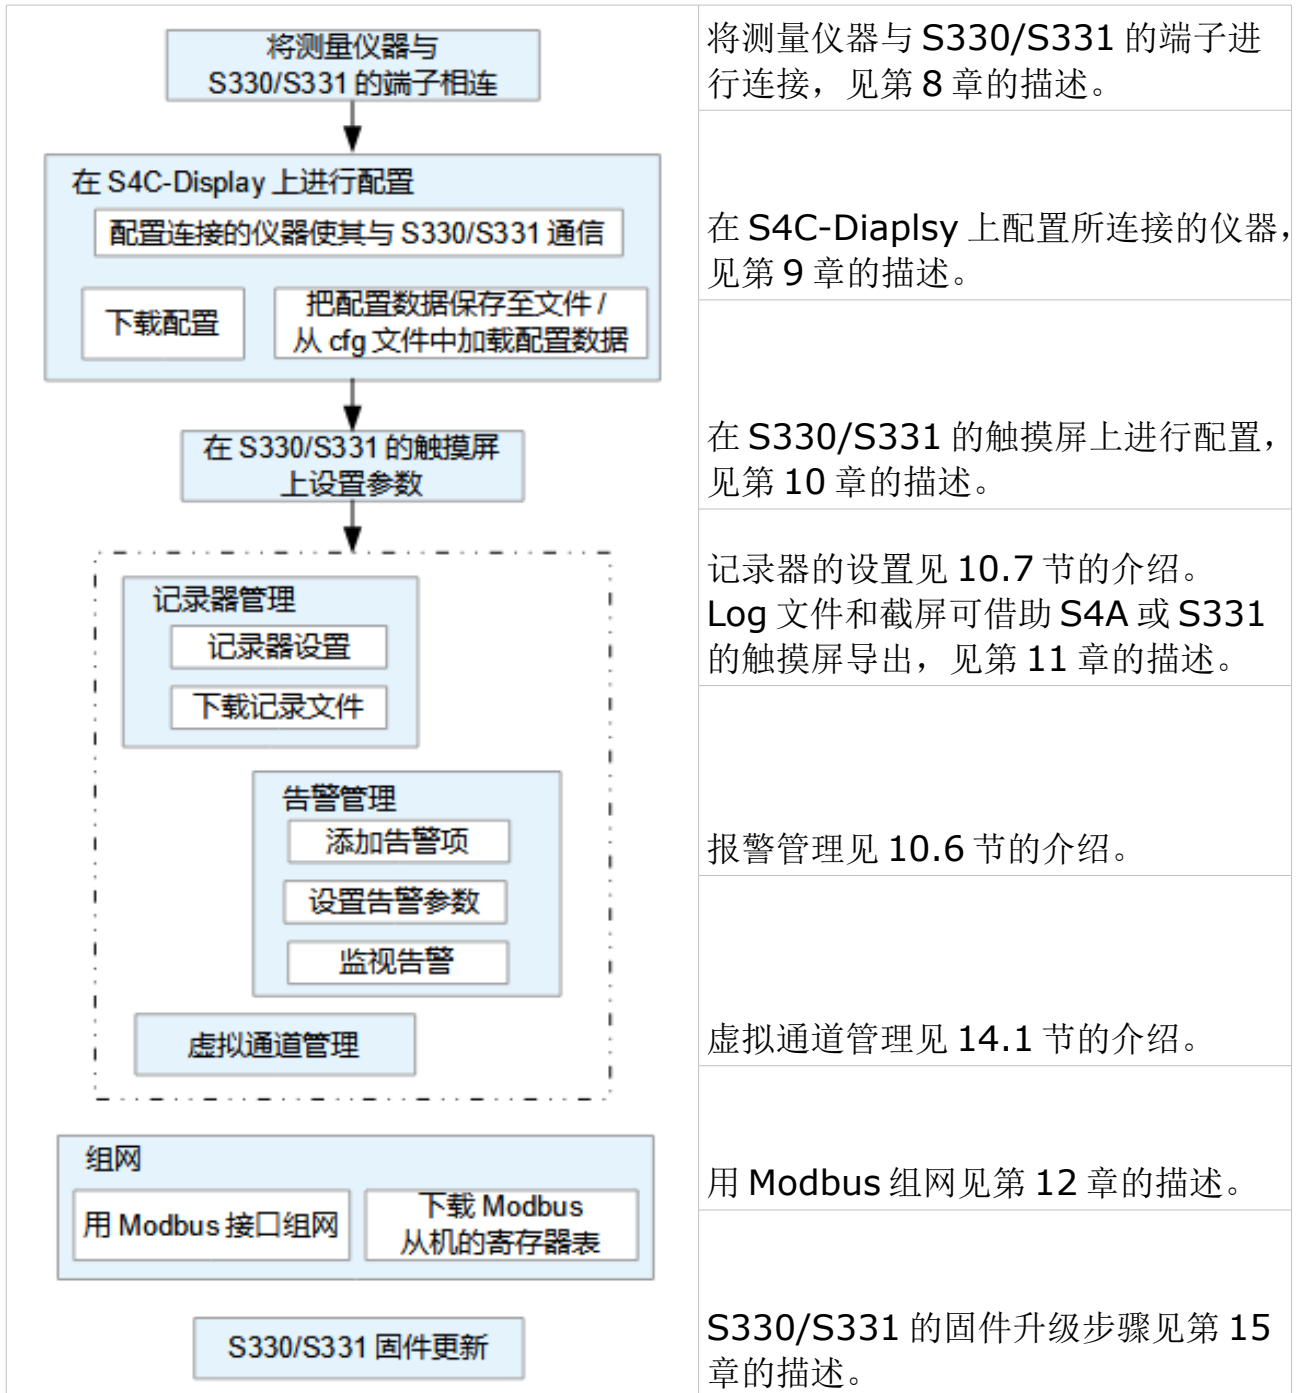 将测量仪器与
S330/S331 的端子相连
将测量仪器与 S330/S331 的端子进
行连接，见第 8 章的描述。
在 S4C-Display 上进行配置
配置连接的仪器使其与 S330/S331 通信
下载配置
把配置数据保存至文件 /
从 cfg 文件中加载配置数据
在 S4C-Diaplsy 上配置所连接的仪器，
见第 9 章的描述。
在 S330/S331 的触摸屏
上设置参数
在 S330/S331 的触摸屏上进行配置，
见第 10 章的描述。
记录器管理
记录器设置
下载记录文件
记录器的设置见 10.7 节的介绍。
Log 文件和截屏可借助 S4A 或 S331
的触摸屏导出，见第 11 章的描述。
告警管理
添加告警项
设置告警参数
监视告警
报警管理见 10.6 节的介绍。
虚拟通道管理
虚拟通道管理见 14.1 节的介绍。
组网
用 Modbus 接口组网
下载 Modbus
从机的寄存器表
用 Modbus 组网见第 12 章的描述。
S330/S331 固件更新
S330/S331 的固件升级步骤见第 15
章的描述。